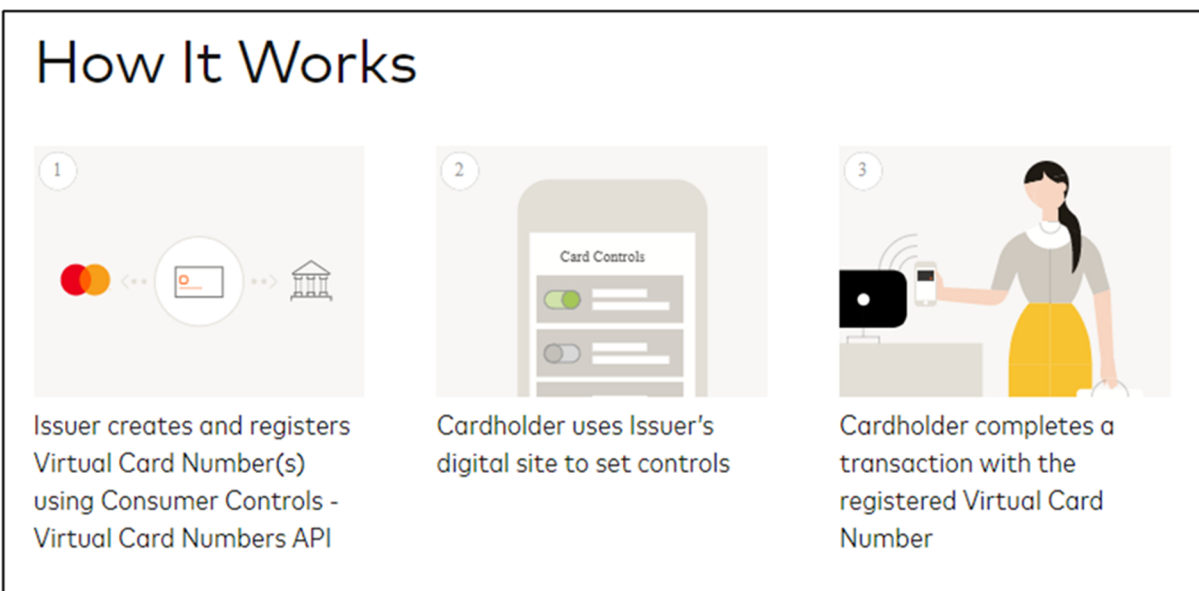 How It Works
1
2
3
Card Controls
Issuer creates and registers
Virtual Card Number(s)
using Consumer Controls -
Virtual Card Numbers API
Cardholder uses Issuer's
digital site to set controls
Cardholder completes a
transaction with the
registered Virtual Card
Number